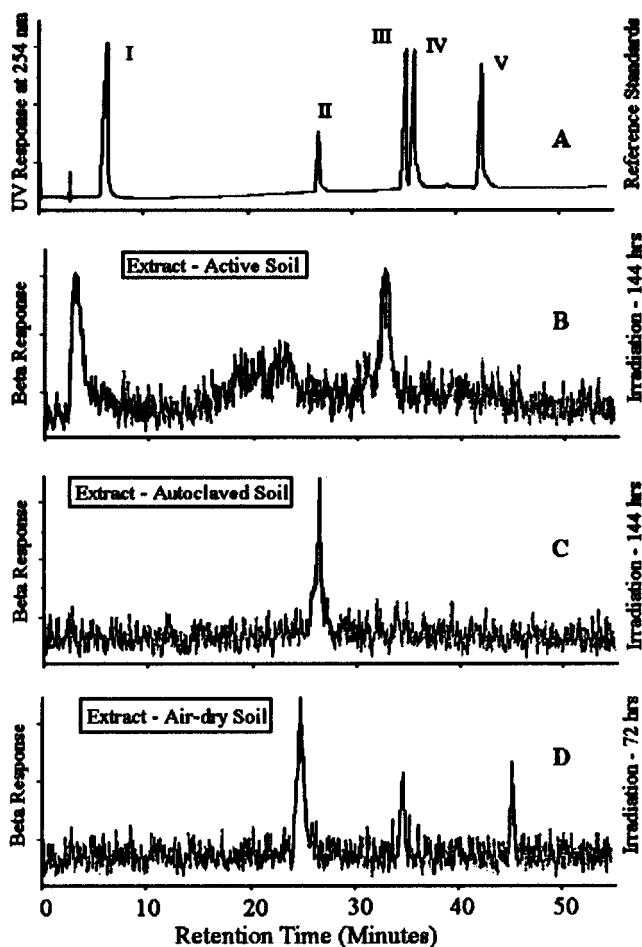 UV Response at 254 nm
I
II
III
IV
V
A
Reference Standards
Beta Response
Extract - Active Soil
B
Irradiation - 144 hrs
Beta Response
Extract - Autoclaved Soil
C
Irradiation - 144 hrs
Beta Response
Extract - Air-dry Soil
D
Irradiation - 72 hrs
0 10 20 30 40 50
Retention Time (Minutes)